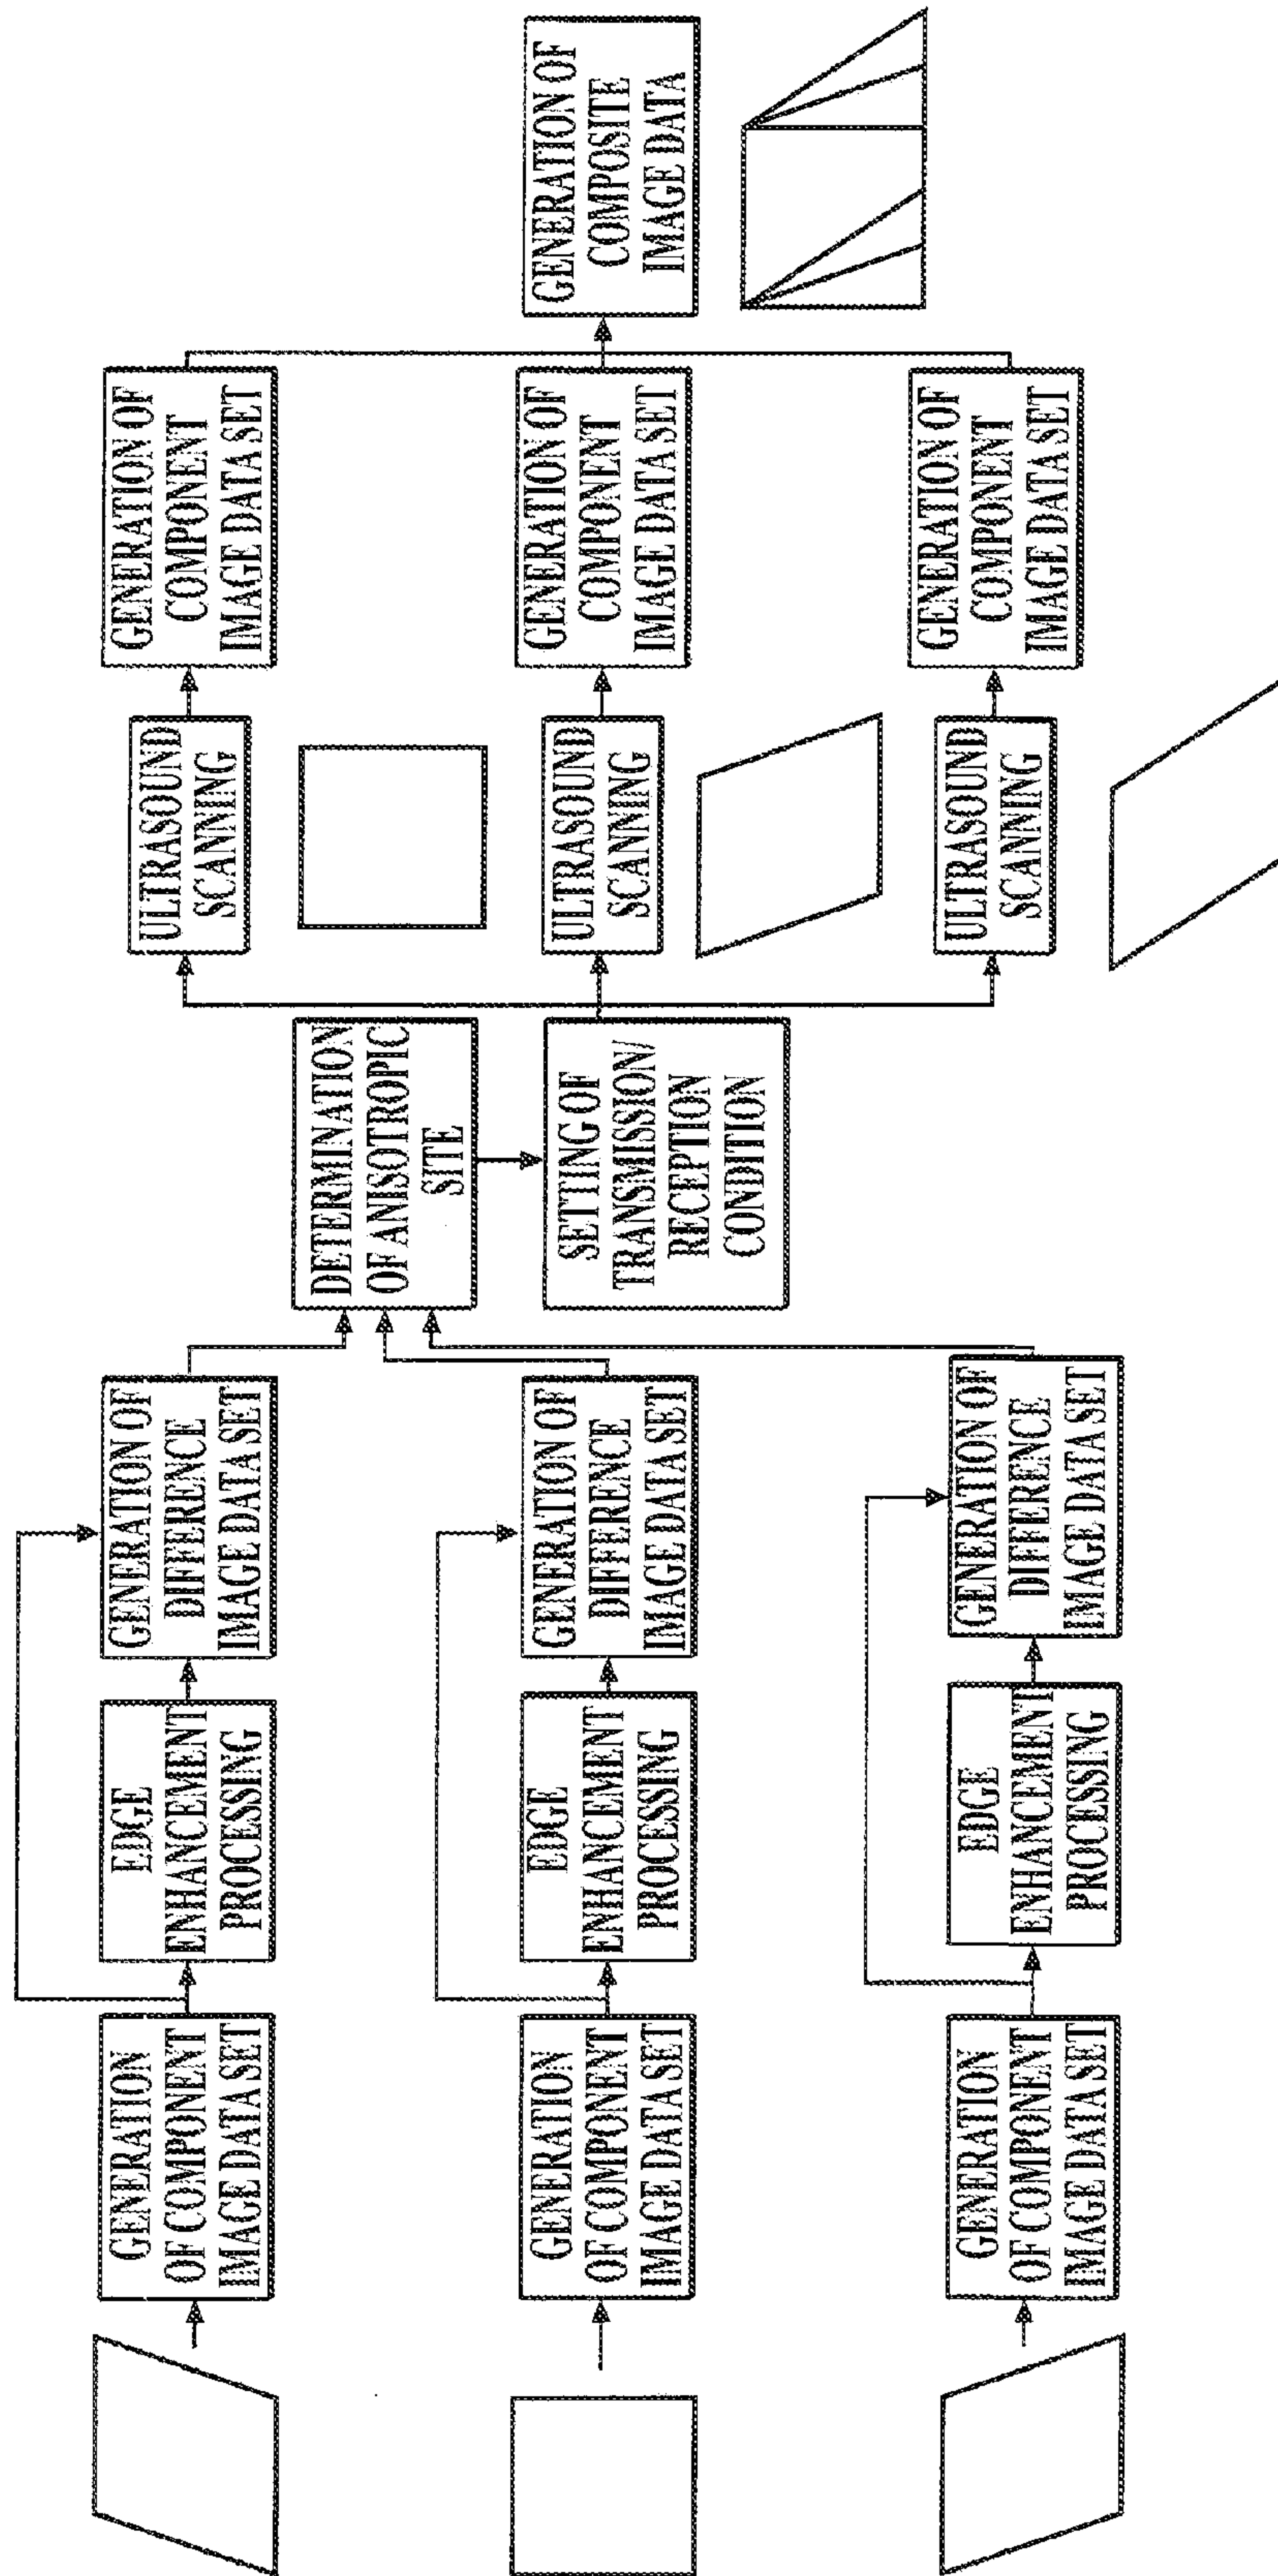 GENERATION
OF COMPONENT
IMAGE DATA SET
EDGE
ENHANCEMENT
PROCESSING
GENERATION OF
DIFFERENCE
IMAGE DATA SET
GENERATION
OF COMPONENT
IMAGE DATA SET
EDGE
ENHANCEMENT
PROCESSING
GENERATION OF
DIFFERENCE
IMAGE DATA SET
GENERATION
OF COMPONENT
IMAGE DATA SET
EDGE
ENHANCEMENT
PROCESSING
GENERATION OF
DIFFERENCE
IMAGE DATA SET
DETERMINATION
OF ANISOTROPIC
SITE
SETTING OF
TRANSMISSION/
RECEPTION
CONDITION
ULTRASOUND
SCANNING
GENERATION OF
COMPONENT
IMAGE DATA SET
ULTRASOUND
SCANNING
GENERATION OF
COMPONENT
IMAGE DATA SET
ULTRASOUND
SCANNING
GENERATION OF
COMPONENT
IMAGE DATA SET
GENERATION OF
COMPOSITE
IMAGE DATA